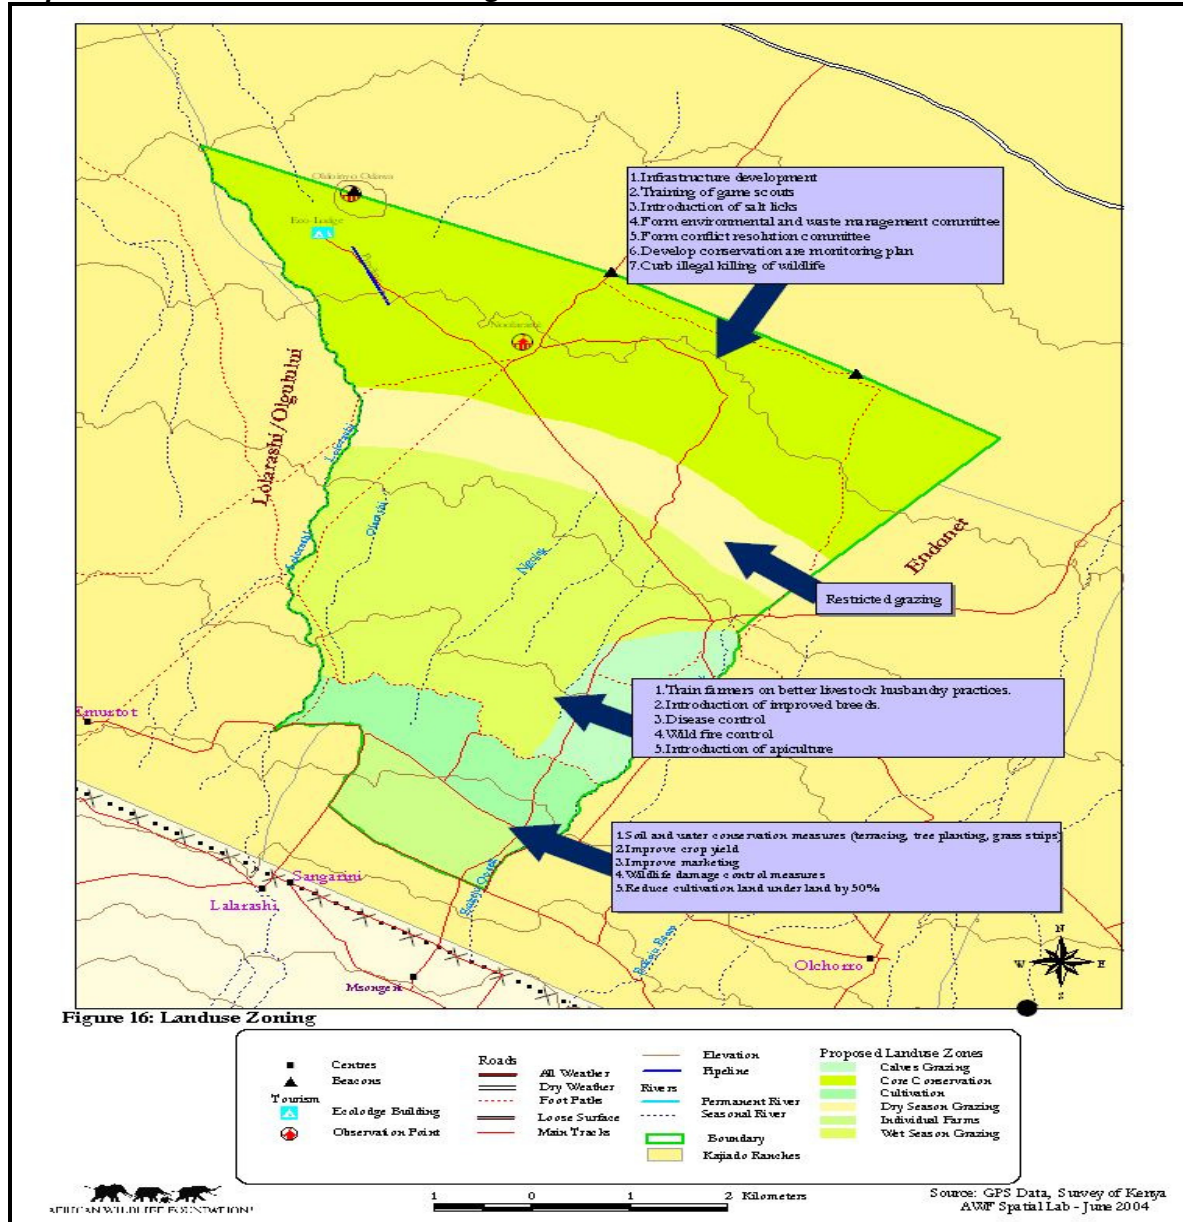 Oldoinyo Odawa
Eco-Lodge
1.Infrastructure development
2.Training of game scouts
3.Introduction of salt licks
4.Form environmental and waste management committee
5.Form conflict resolution committee
6.Develop conservation are monitoring plan
7.Curb illegal killing of wildlife
Lolarashi/Olgulului
Lolarashi
Lolarashi
Endonet
Restricted grazing
1.Train farmers on better livestock husbandry practices.
2.Introduction of improved breeds.
3.Disease control
4.Wild fire control
5.Introduction of apiculture
Emurtot
1.Soil and water conservation measures (terracing, tree planting, grass strips)
2.Improve crop yield
3.Improve marketing
4.Wildlife damage control measures
5.Reduce cultivation land under land by 50%
Sangarini
Lalarashi
Olchorro
Msongeri
N
W E
S
Figure 16: Landuse Zoning
Centres
Beacons
Tourism
Ecolodge Building
Observation Point
Roads
All Weather
Dry Weather
Foot Paths
Loose Surface
Main Tracks
Elevation
Pipeline
Rivers
Permanent River
Seasonal River
Boundary
Kajiado Ranches
Proposed Landuse Zones
Calves Grazing
Core Conservation
Cultivation
Dry Season Grazing
Individual Farms
Wet Season Grazing
AFRICAN WILDLIFE FOUNDATION
1 0 1 2 Kilometers
Source: GPS Data, Survey of Kenya
AWF Spatial Lab - June 2004